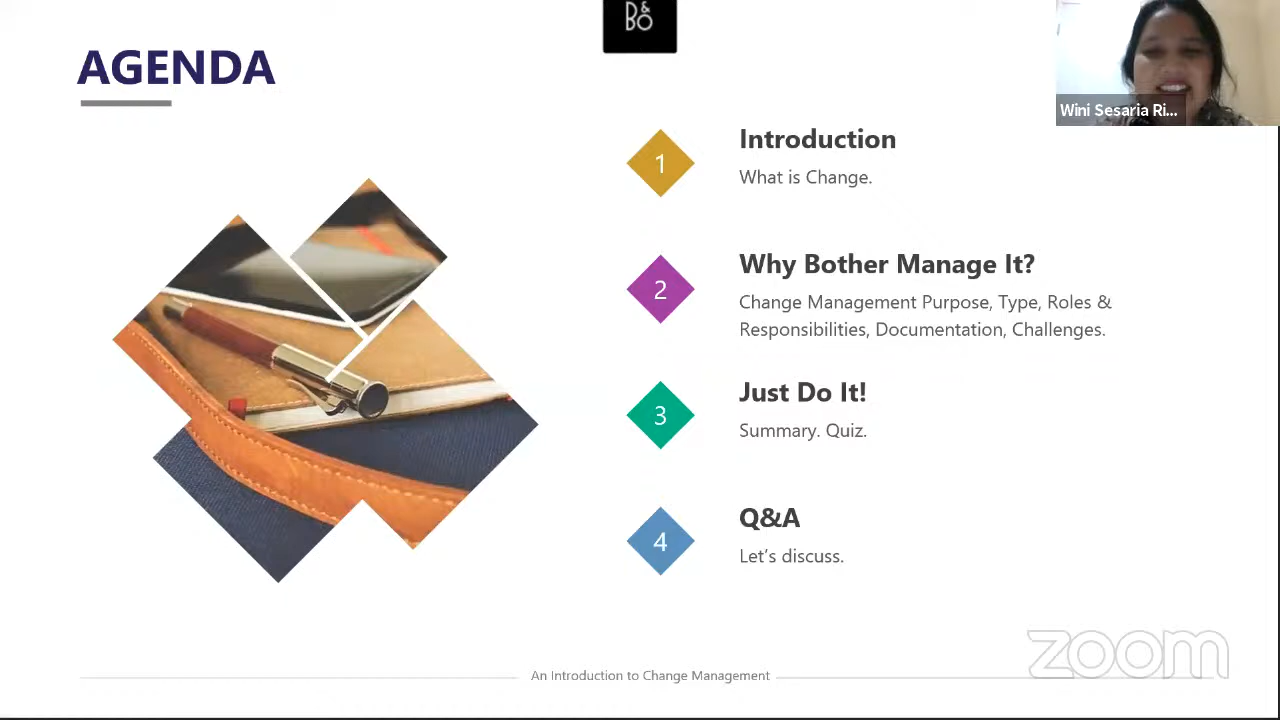 D&
BO
AGENDA
Wini Sesaria Ri...
1
Introduction
What is Change.
2
Why Bother Manage It?
Change Management Purpose, Type, Roles &
Responsibilities, Documentation, Challenges.
3
Just Do It!
Summary. Quiz.
4
Q&A
Let's discuss.
An Introduction to Change Management
zoom